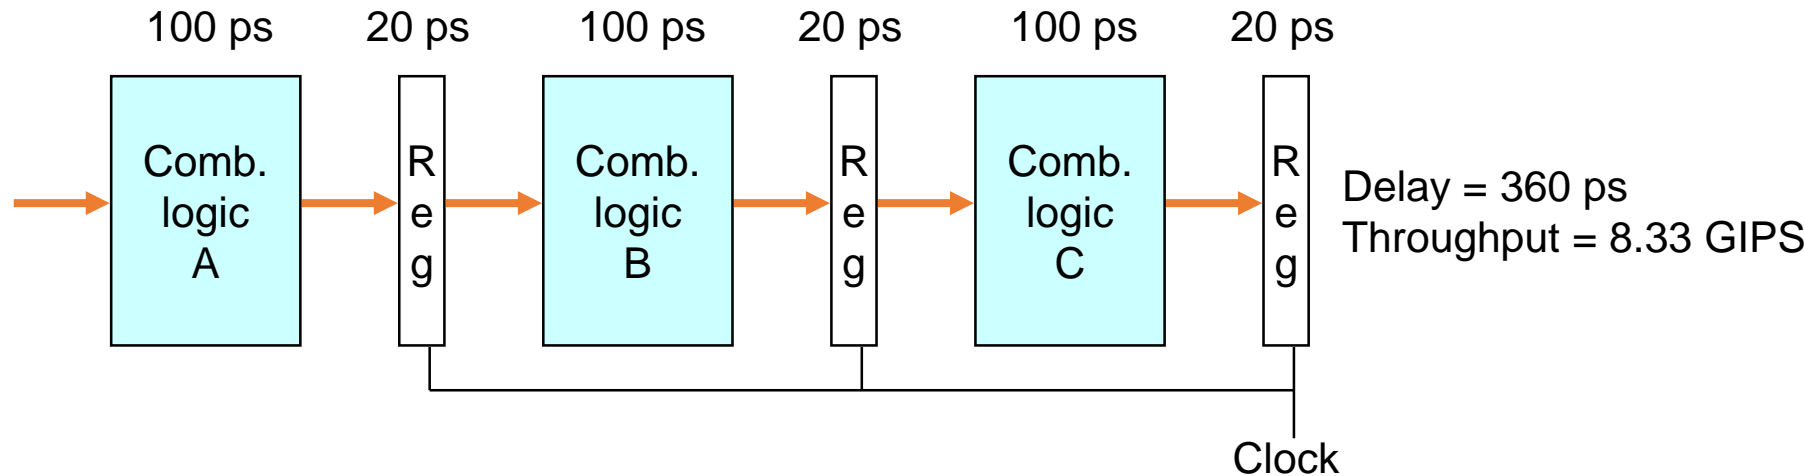 100 ps 20 ps 100 ps 20 ps 100 ps 20 ps
Comb.
logic
A
R
e
g
Comb.
logic
B
R
e
g
Comb.
logic
C
R
e
g
Delay = 360 ps
Throughput = 8.33 GIPS
Clock